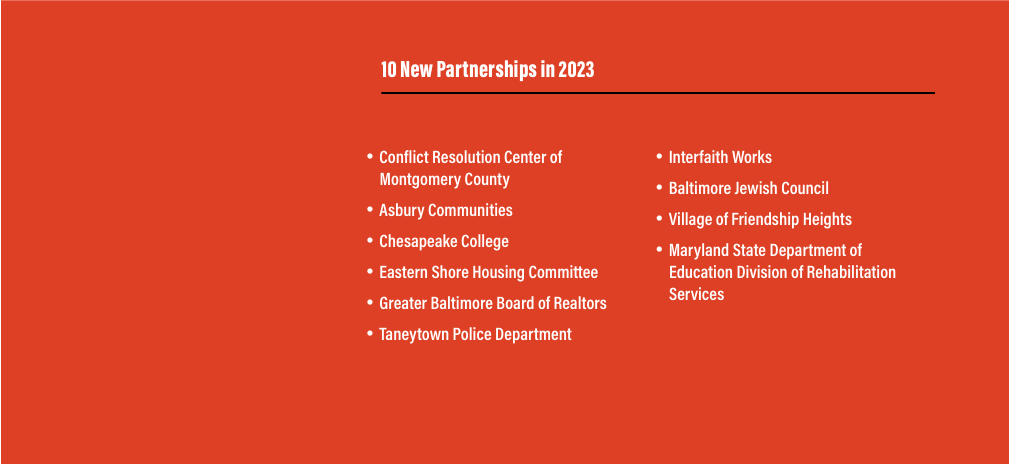 10 New Partnerships in 2023
• Conflict Resolution Center of
Montgomery County
• Asbury Communities
• Chesapeake College
• Eastern Shore Housing Committee
• Greater Baltimore Board of Realtors
• Taneytown Police Department
• Interfaith Works
• Baltimore Jewish Council
• Village of Friendship Heights
• Maryland State Department of
Education Division of Rehabilitation
Services